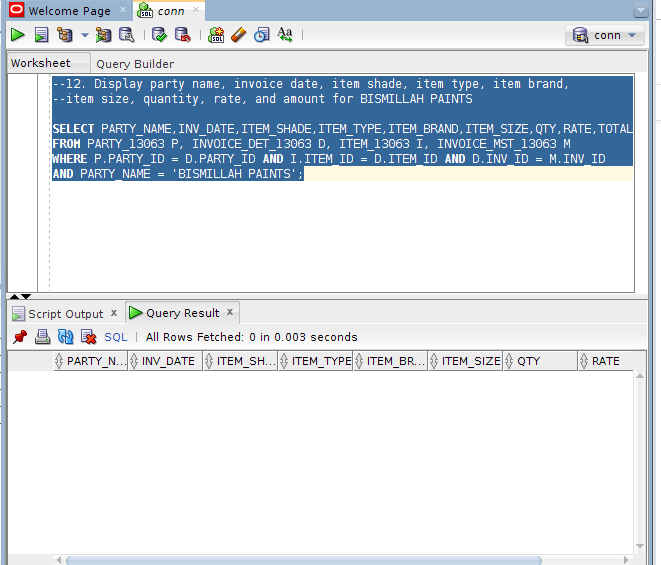 Welcome Page
conn
conn
Worksheet Query Builder
--12. Display party name, invoice date, item shade, item type, item brand,
--item size, quantity, rate, and amount for BISMILLAH PAINTS
SELECT PARTY_NAME,INV_DATE,ITEM_SHADE,ITEM_TYPE,ITEM_BRAND,ITEM_SIZE,QTY,RATE,TOTAL
FROM PARTY_13063 P, INVOICE_DET_13063 D, ITEM_13063 I, INVOICE_MST_13063 M
WHERE P.PARTY_ID = D.PARTY_ID AND I.ITEM_ID = D.ITEM_ID AND D.INV_ID = M.INV_ID
AND PARTY_NAME = 'BISMILLAH PAINTS';
Script Output x Query Result x
SQL | All Rows Fetched: 0 in 0.003 seconds
PARTY_N... INV_DATE ITEM_SH... ITEM_TYPE ITEM_BR... ITEM_SIZE QTY RATE